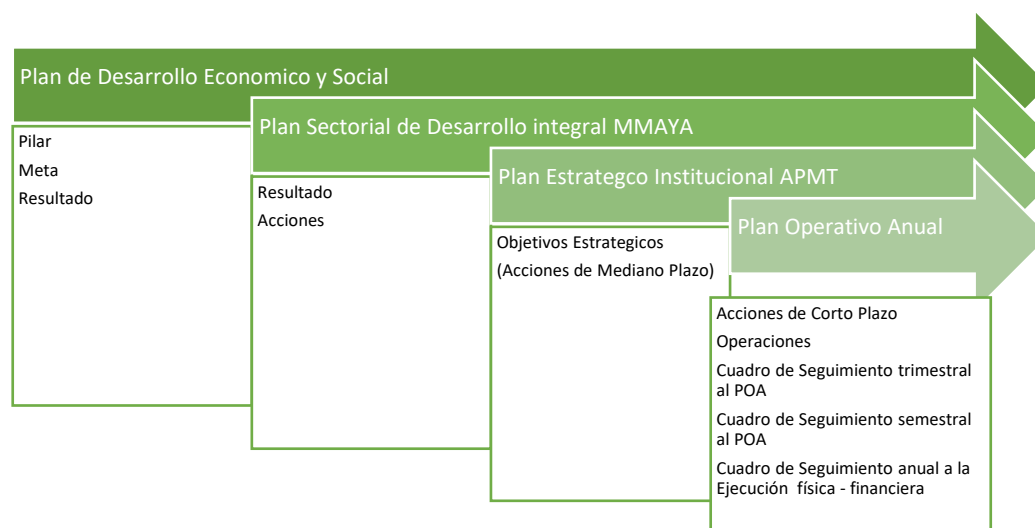 Plan de Desarrollo Economico y Social
Pilar
Meta
Resultado
Plan Sectorial de Desarrollo integral MMAYA
Resultado
Acciones
Plan Estrategco Institucional APMT
Objetivos Estrategicos
(Acciones de Mediano Plazo)
Plan Operativo Anual
Acciones de Corto Plazo
Operaciones
Cuadro de Seguimiento trimestral
al POA
Cuadro de Seguimiento semestral
al POA
Cuadro de Seguimiento anual a la
Ejecución física - financiera